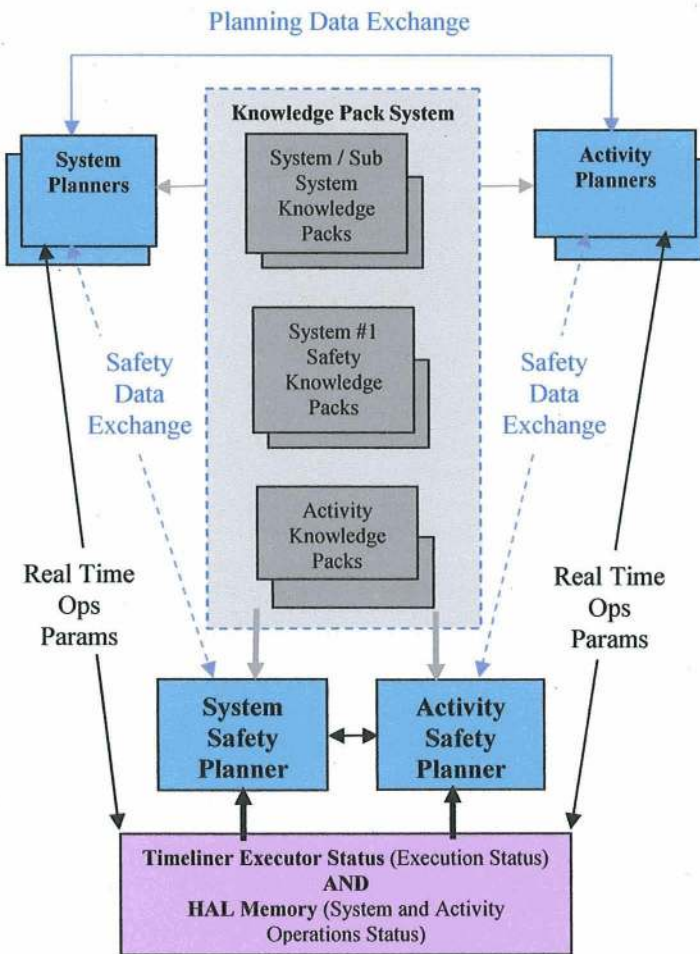 Planning Data Exchange
Knowledge Pack System
System
Planners
System / Sub
System
Knowledge
Packs
Activity
Planners
System #1
Safety
Knowledge
Packs
Safety
Data
Exchange
Safety
Data
Exchange
Activity
Knowledge
Packs
Real Time
Ops
Params
Real Time
Ops
Params
System
Safety
Planner
Activity
Safety
Planner
Timeliner Executor Status (Execution Status)
AND
HAL Memory (System and Activity
Operations Status)